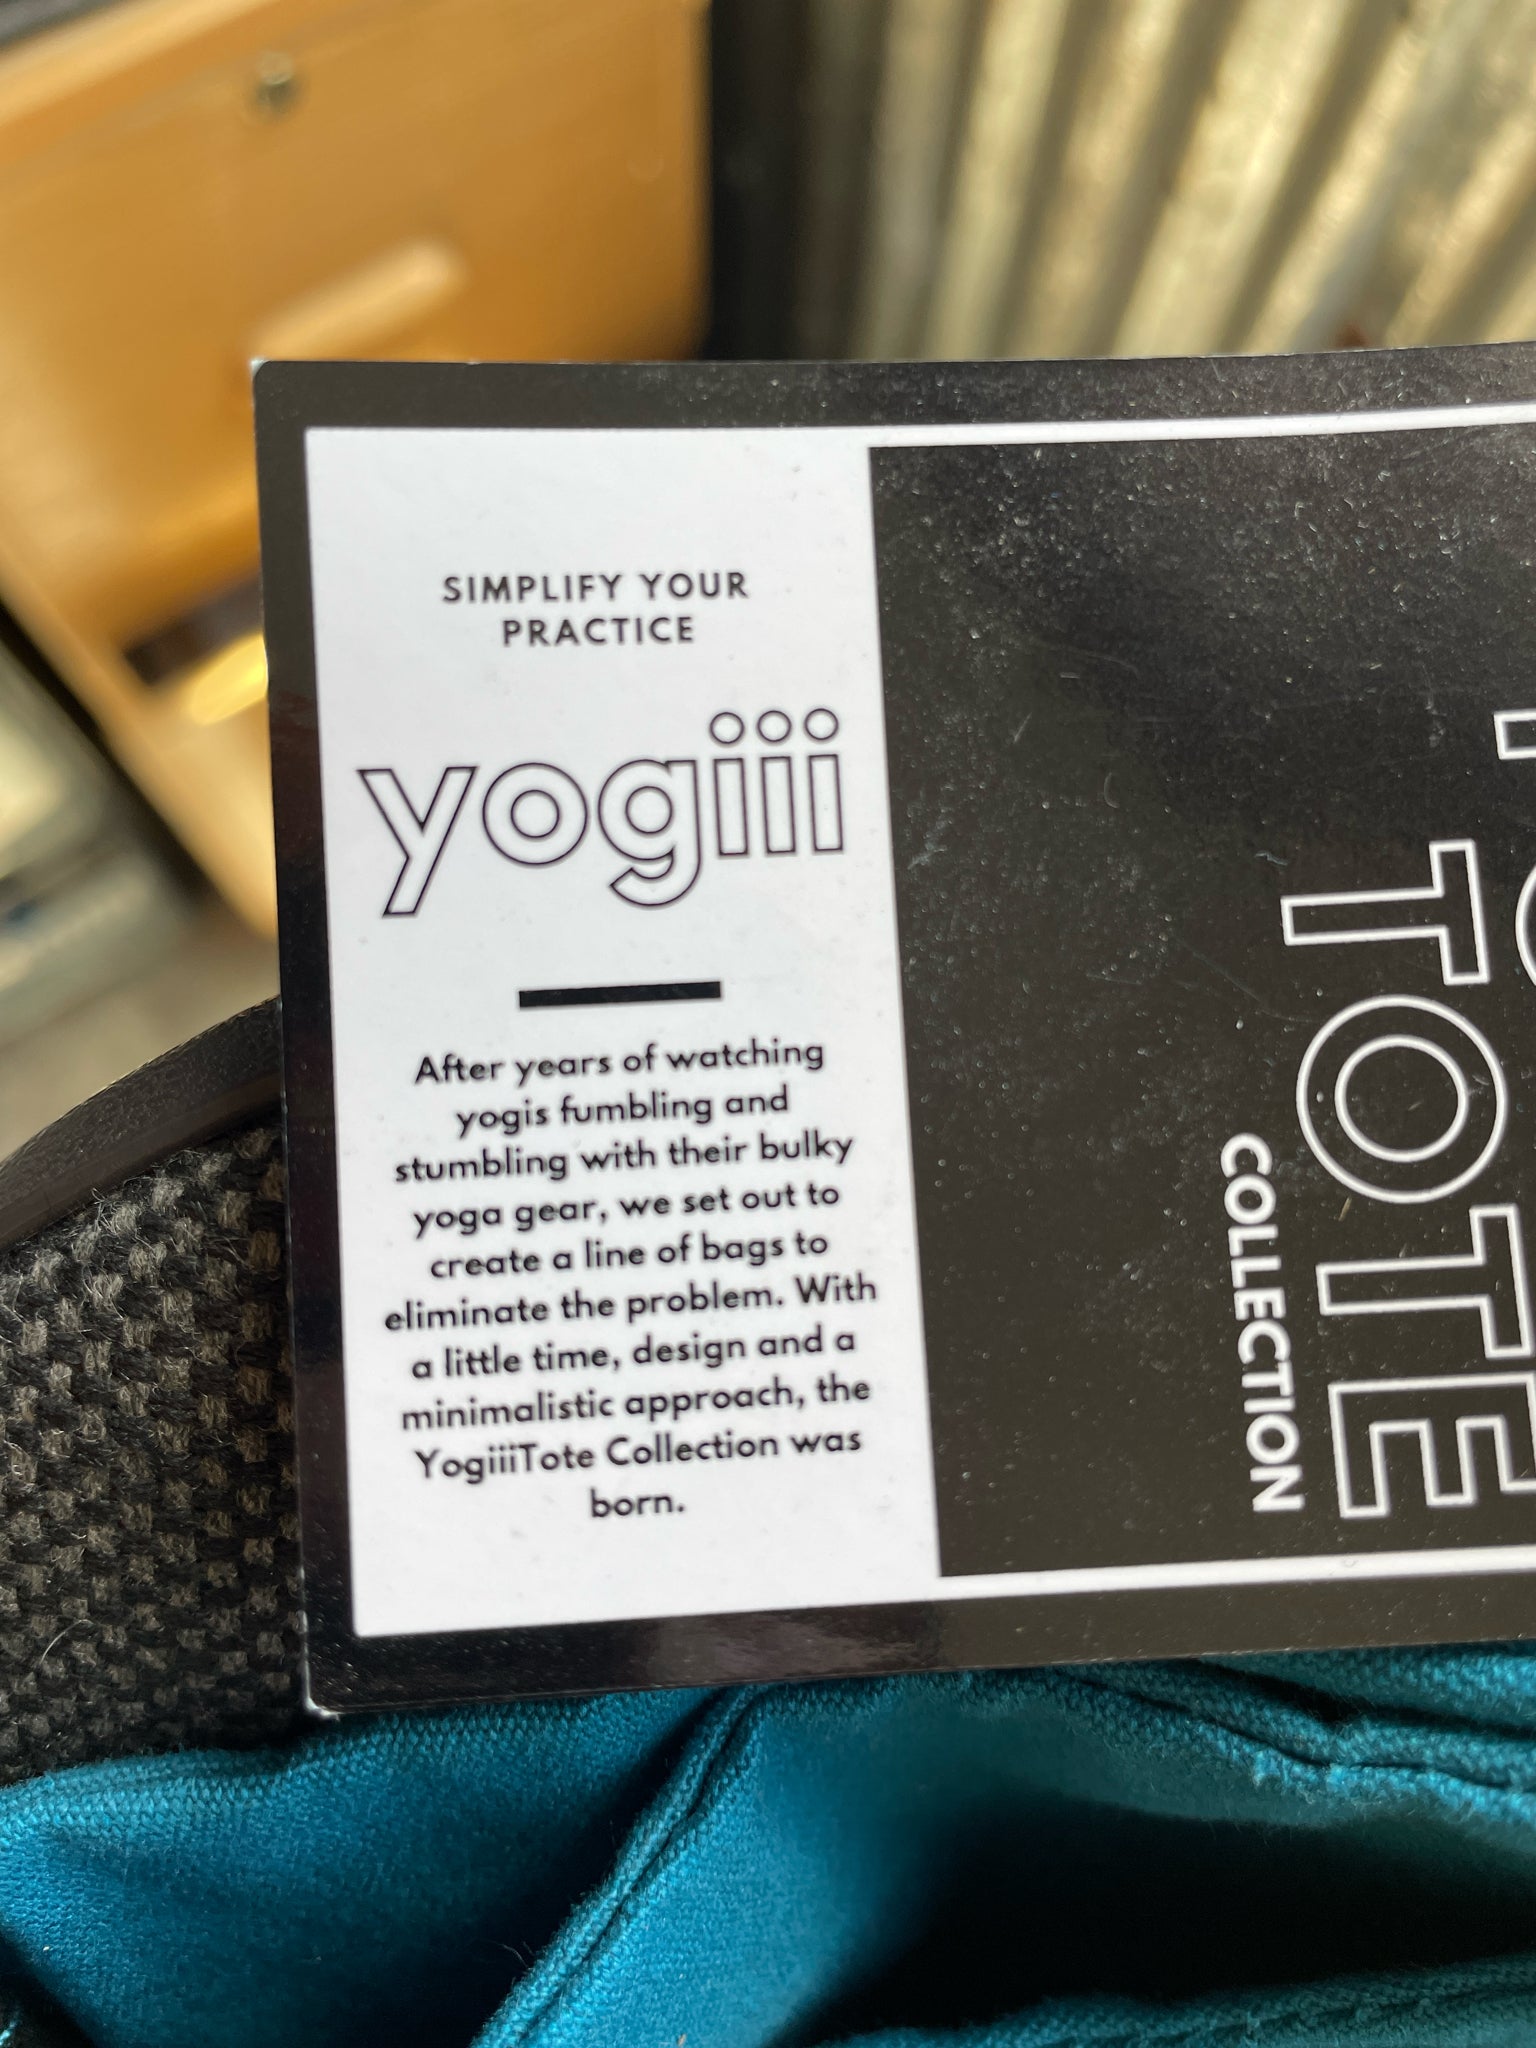 SIMPLIFY YOUR
PRACTICE
yogiii
After years of watching
yogis fumbling and
stumbling with their bulky
yoga gear, we set out to
create a line of bags to
eliminate the problem. With
a little time, design and a
minimalistic approach, the
YogiiiTote Collection was
born.
TOTE
COLLECTION